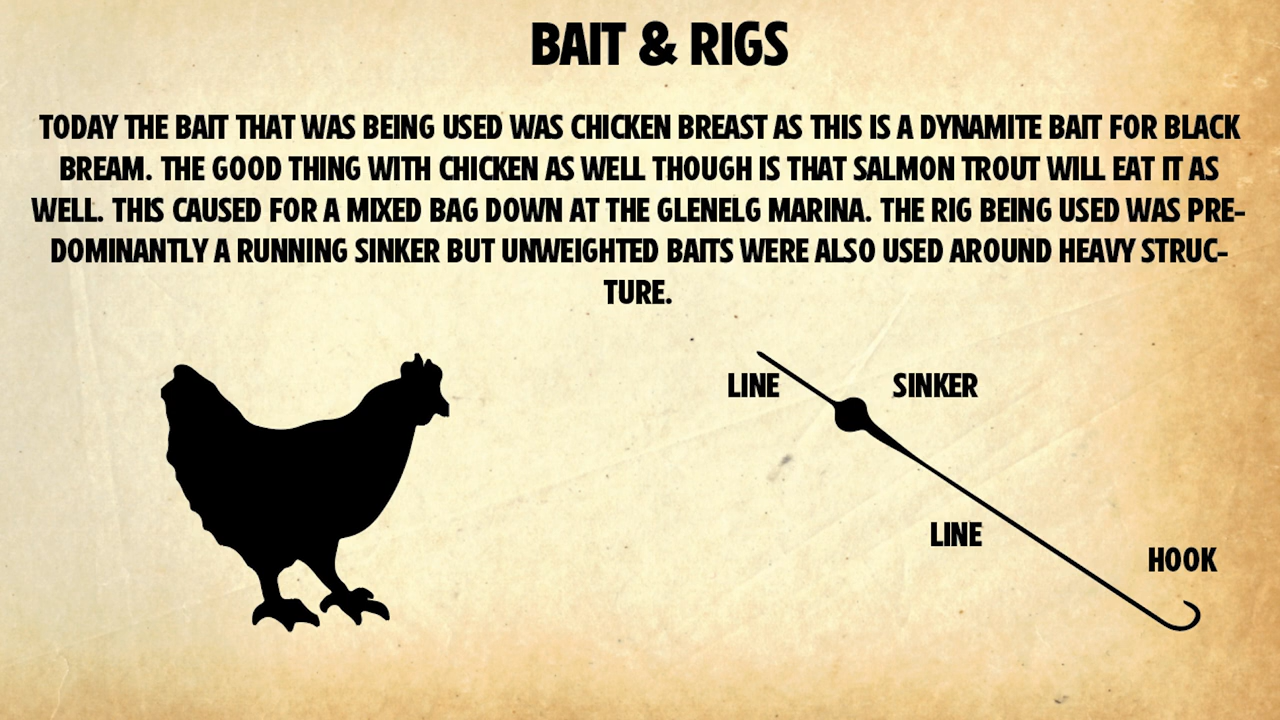 BAIT & RIGS
TODAY THE BAIT THAT WAS BEING USED WAS CHICKEN BREAST AS THIS IS A DYNAMITE BAIT FOR BLACK
BREAM. THE GOOD THING WITH CHICKEN AS WELL THOUGH IS THAT SALMON TROUT WILL EAT IT AS
WELL. THIS CAUSED FOR A MIXED BAG DOWN AT THE GLENELG MARINA. THE RIG BEING USED WAS PRE-
DOMINANTLY A RUNNING SINKER BUT UNWEIGHTED BAITS WERE ALSO USED AROUND HEAVY STRUC-
TURE.
LINE
SINKER
LINE
HOOK